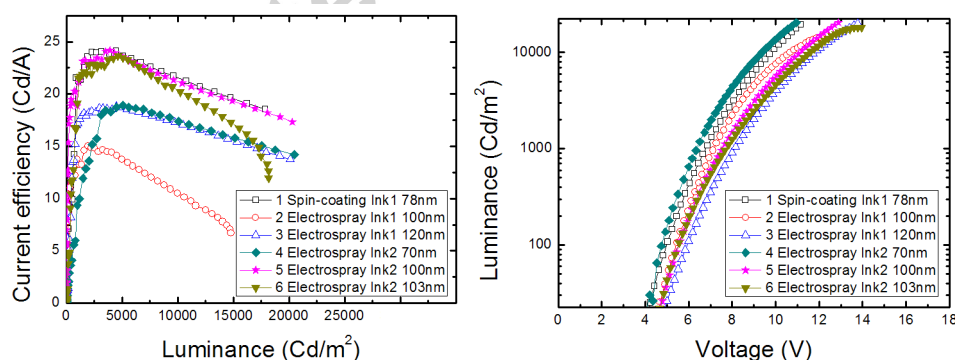 Current efficiency (Cd/A)
25
20
15
10
5
0
0 5000 10000 15000 20000 25000 30000
Luminance (Cd/m²)
1 Spin-coating Ink1 78nm
2 Electrospray Ink1 100nm
3 Electrospray Ink1 120nm
4 Electrospray Ink2 70nm
5 Electrospray Ink2 100nm
6 Electrospray Ink2 103nm
Luminance (Cd/m²)
10000
1000
100
0 2 4 6 8 10 12 14 16 18
Voltage (V)
1 Spin-coating Ink1 78nm
2 Electrospray Ink1 100nm
3 Electrospray Ink1 120nm
4 Electrospray Ink2 70nm
5 Electrospray Ink2 100nm
6 Electrospray Ink2 103nm